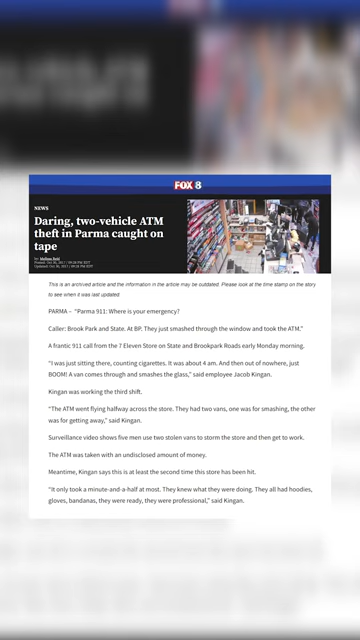 FOX 8
NEWS
Daring, two-vehicle ATM
theft in Parma caught on
tape
This is an archived article and the information in the article may be outdated. Please look at the time stamp on the story
to see when it was last updated.
PARMA – "Parma 911: Where is your emergency?
Caller: Brook Park and State. At BP. They just smashed through the window and took the ATM."
A frantic 911 call from the 7 Eleven Store on State and Brookpark Roads early Monday morning.
"I was just sitting there, counting cigarettes. It was about 4 am. And then out of nowhere, just
BOOM! A van comes through and smashes the glass," said employee Jacob Kingan.
Kingan was working the third shift.
"The ATM went flying halfway across the store. They had two vans, one was for smashing, the other
was for getting away," said Kingan.
Surveillance video shows five men use two stolen vans to storm the store and then get to work.
The ATM was taken with an undisclosed amount of money.
Meantime, Kingan says this is at least the second time this store has been hit.
"It only took a minute-and-a-half at most. They knew what they were doing. They all had hoodies,
gloves, bandanas, they were ready, they were professional," said Kingan.